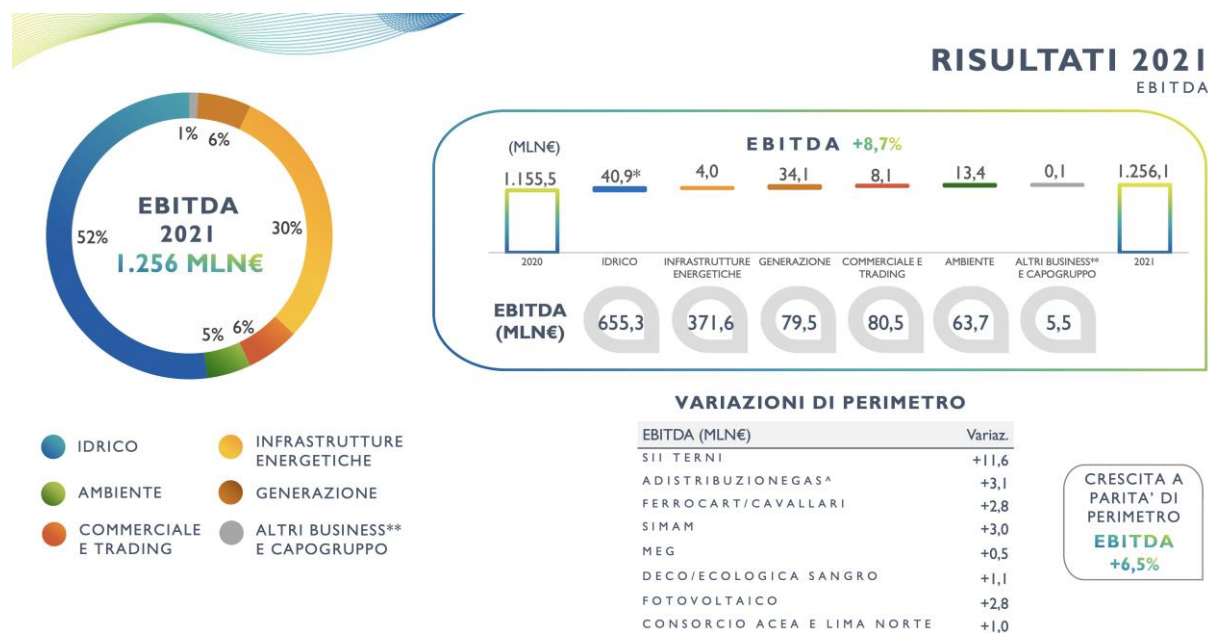 RISULTATI 2021
EBITDA
1% 6%
52%
30%
5% 6%
EBITDA
2021
1.256 MLN€
IDRICO
INFRASTRUTTURE
ENERGETICHE
AMBIENTE
GENERAZIONE
COMMERCIALE
E TRADING
ALTRI BUSINESS**
E CAPOGRUPPO
(MLN€)
EBITDA +8,7%
1.155,5 40,9* 4,0 34,1 8,1 13,4 0,1 1.256,1
2020 IDRICO INFRASTRUTTURE GENERAZIONE COMMERCIALE E AMBIENTE ALTRI BUSINESS** 2021
ENERGETICHE TRADING E CAPOGRUPPO
EBITDA
(MLN€)
655,3 371,6 79,5 80,5 63,7 5,5
VARIAZIONI DI PERIMETRO
EBITDA (MLN€) Variaz.
SII TERNI +11,6
ADISTRIBUZIONEGAS^ +3,1
FERROCART/CAVALLARI +2,8
SIMAM +3,0
MEG +0,5
DECO/ECOLOGICA SANGRO +1,1
FOTOVOLTAICO +2,8
CONSORCIO ACEA E LIMA NORTE +1,0
CRESCITA A
PARITA' DI
PERIMETRO
EBITDA
+6,5%